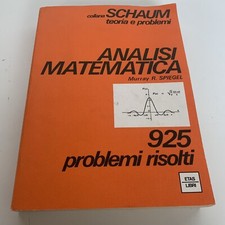 collana SCHAUM
teoria e problemi
ANALISI
MATEMATICA
Murray R. SPIEGEL
925
problemi risolti
ETAS
LIBRI